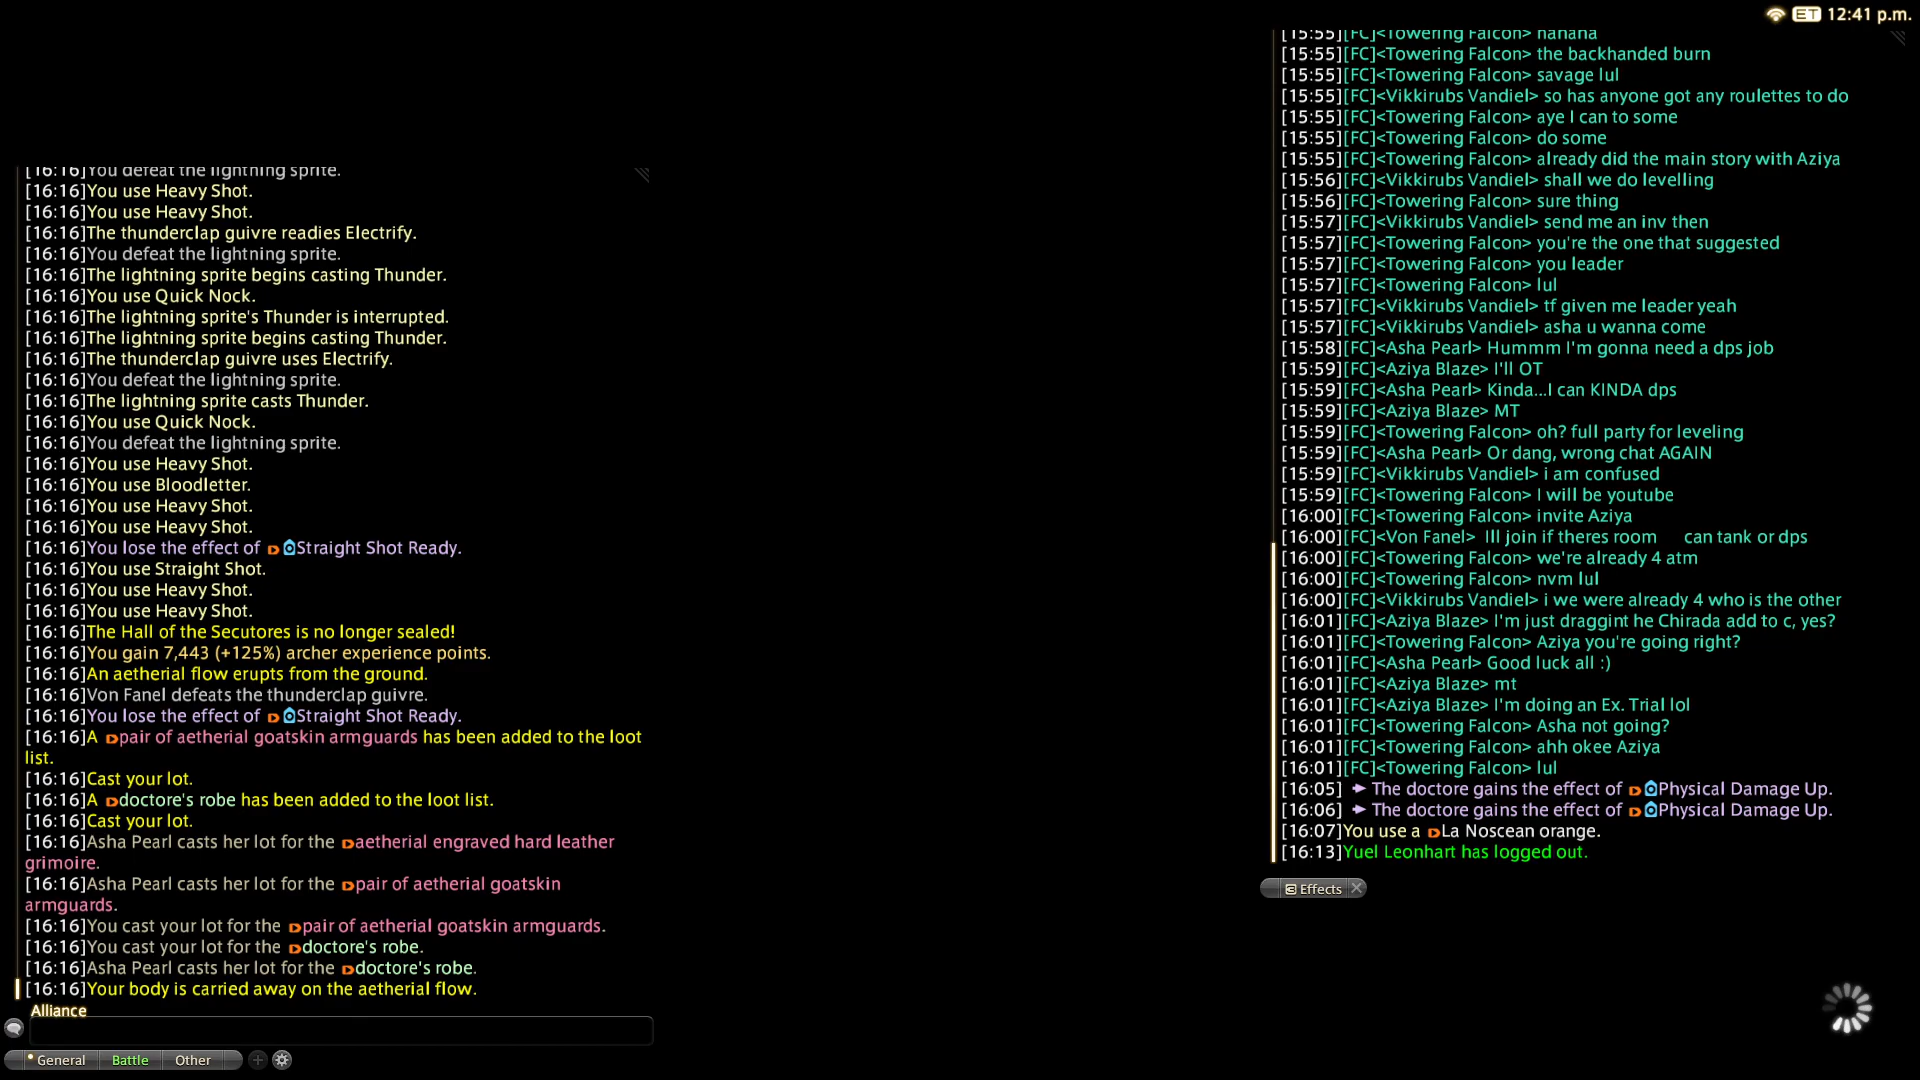 ET 12:41 p.m.
[16:16]You defeat the lightning sprite.
[16:16]You use Heavy Shot.
[16:16]You use Heavy Shot.
[16:16]The thunderclap guivre readies Electrify.
[16:16]You defeat the lightning sprite.
[16:16]The lightning sprite begins casting Thunder.
[16:16]You use Quick Nock.
[16:16]The lightning sprite's Thunder is interrupted.
[16:16]The lightning sprite begins casting Thunder.
[16:16]The thunderclap guivre uses Electrify.
[16:16]You defeat the lightning sprite.
[16:16]The lightning sprite casts Thunder.
[16:16]You use Quick Nock.
[16:16]You defeat the lightning sprite.
[16:16]You use Heavy Shot.
[16:16]You use Bloodletter.
[16:16]You use Heavy Shot.
[16:16]You use Heavy Shot.
[16:16]You lose the effect of Straight Shot Ready.
[16:16]You use Straight Shot.
[16:16]You use Heavy Shot.
[16:16]You use Heavy Shot.
[16:16]The Hall of the Secutores is no longer sealed!
[16:16]You gain 7,443 (+125%) archer experience points.
[16:16]An aetherial flow erupts from the ground.
[16:16]Von Fanel defeats the thunderclap guivre.
[16:16]You lose the effect of Straight Shot Ready.
[16:16]A pair of aetherial goatskin armguards has been added to the loot
list.
[16:16]Cast your lot.
[16:16]A doctore's robe has been added to the loot list.
[16:16]Cast your lot.
[16:16]Asha Pearl casts her lot for the aetherial engraved hard leather
grimoire.
[16:16]Asha Pearl casts her lot for the pair of aetherial goatskin
armguards.
[16:16]You cast your lot for the pair of aetherial goatskin armguards.
[16:16]You cast your lot for the doctore's robe.
[16:16]Asha Pearl casts her lot for the doctore's robe.
[16:16]Your body is carried away on the aetherial flow.
Alliance
General Battle Other
[15:55][FC]<Towering Falcon> hahaha
[15:55][FC]<Towering Falcon> the backhanded burn
[15:55][FC]<Towering Falcon> savage lul
[15:55][FC]<Vikkirubs Vandiel> so has anyone got any roulettes to do
[15:55][FC]<Towering Falcon> aye I can to some
[15:55][FC]<Towering Falcon> do some
[15:55][FC]<Towering Falcon> already did the main story with Aziya
[15:56][FC]<Vikkirubs Vandiel> shall we do levelling
[15:56][FC]<Towering Falcon> sure thing
[15:57][FC]<Vikkirubs Vandiel> send me an inv then
[15:57][FC]<Towering Falcon> you're the one that suggested
[15:57][FC]<Towering Falcon> you leader
[15:57][FC]<Towering Falcon> lul
[15:57][FC]<Vikkirubs Vandiel> tf given me leader yeah
[15:57][FC]<Vikkirubs Vandiel> asha u wanna come
[15:58][FC]<Asha Pearl> Hummm I'm gonna need a dps job
[15:59][FC]<Aziya Blaze> I'll OT
[15:59][FC]<Asha Pearl> Kinda...I can KINDA dps
[15:59][FC]<Aziya Blaze> MT
[15:59][FC]<Towering Falcon> oh? full party for leveling
[15:59][FC]<Asha Pearl> Or dang, wrong chat AGAIN
[15:59][FC]<Vikkirubs Vandiel> i am confused
[15:59][FC]<Towering Falcon> I will be youtube
[16:00][FC]<Towering Falcon> invite Aziya
[16:00][FC]<Von Fanel> Ill join if theres room can tank or dps
[16:00][FC]<Towering Falcon> we're already 4 atm
[16:00][FC]<Towering Falcon> nvm lul
[16:00][FC]<Vikkirubs Vandiel> i we were already 4 who is the other
[16:01][FC]<Aziya Blaze> I'm just draggint he Chirada add to c, yes?
[16:01][FC]<Towering Falcon> Aziya you're going right?
[16:01][FC]<Asha Pearl> Good luck all :)
[16:01][FC]<Aziya Blaze> mt
[16:01][FC]<Aziya Blaze> I'm doing an Ex. Trial lol
[16:01][FC]<Towering Falcon> Asha not going?
[16:01][FC]<Towering Falcon> ahh okee Aziya
[16:01][FC]<Towering Falcon> lul
[16:05] The doctore gains the effect of Physical Damage Up.
[16:06] The doctore gains the effect of Physical Damage Up.
[16:07]You use a La Noscean orange.
[16:13]Yuel Leonhart has logged out.
Effects